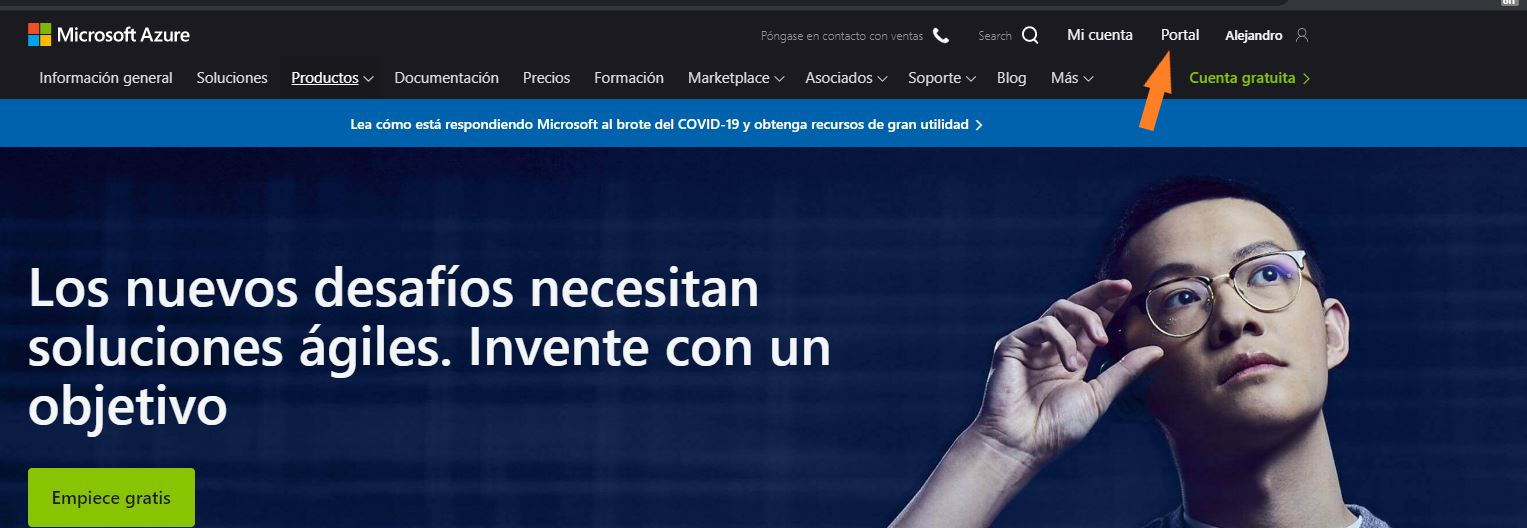 Microsoft Azure
Póngase en contacto con ventas Search Mi cuenta Portal Alejandro
Información general Soluciones Productos Documentación Precios Formación Marketplace Asociados Soporte Blog Más Cuenta gratuita
Lea cómo está respondiendo Microsoft al brote del COVID-19 y obtenga recursos de gran utilidad
Los nuevos desafíos necesitan
soluciones ágiles. Invente con un
objetivo
Empiece gratis